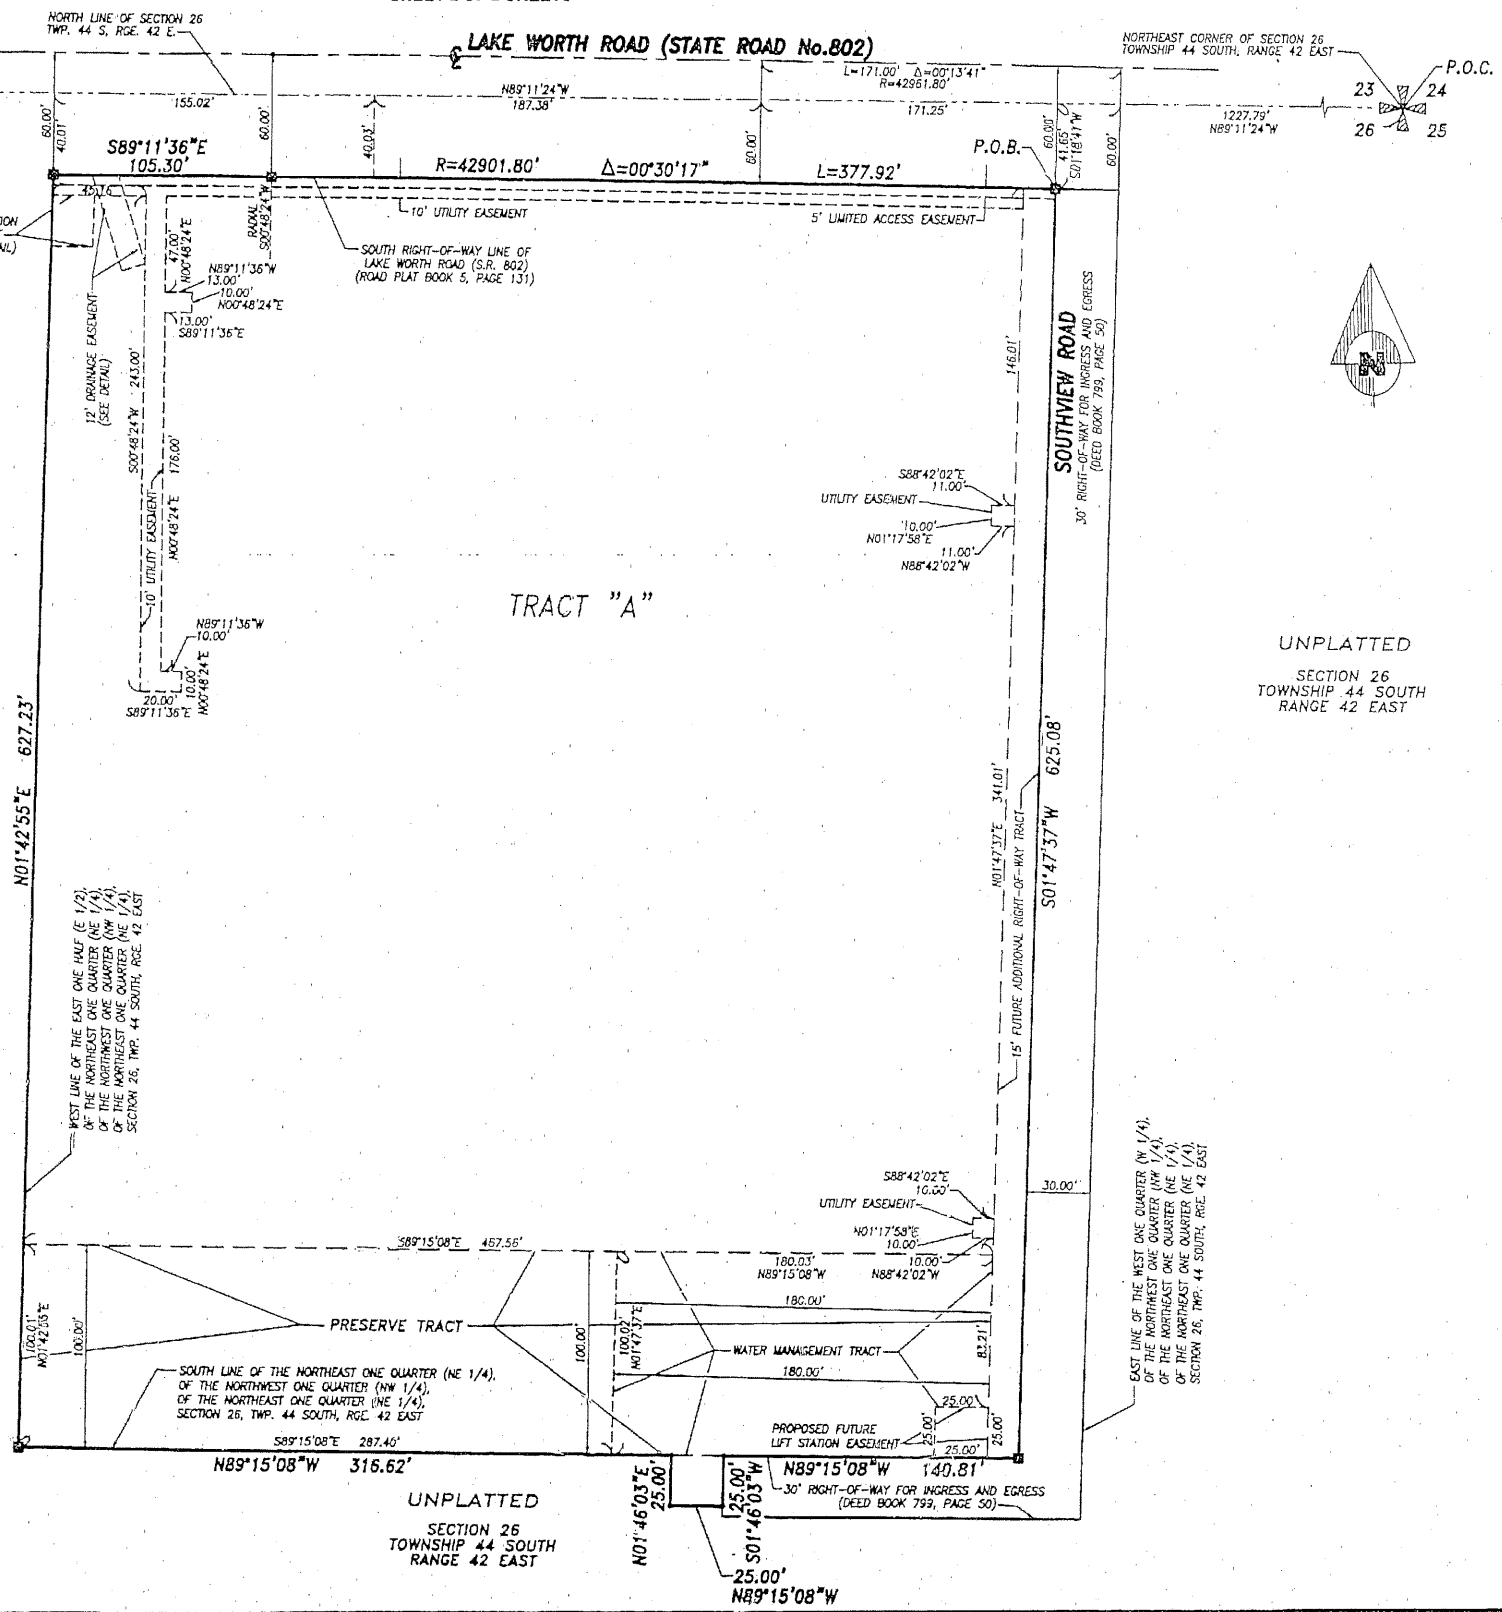 NORTH LINE OF SECTION 26
TWP. 44 S, RGE. 42 E.
LAKE WORTH ROAD (STATE ROAD No.802)
NORTHEAST CORNER OF SECTION 26
TOWNSHIP 44 SOUTH, RANGE 42 EAST
P.O.C.
23
24
26
25
L=171.00' Δ=00°13'41"
R=42961.80'
N89°11'24"W
187.38'
155.02'
171.25'
1227.79'
N89°11'24"W
60.00'
40.01'
60.00'
40.03'
60.00'
60.00'
41.65'
S01°18'47"W
60.00'
S89°11'36"E
105.30'
R=42901.80' Δ=00°30'17" L=377.92'
P.O.B.
10' UTILITY EASEMENT
5' LIMITED ACCESS EASEMENT
RADIAL
S00°48'24"W
SOUTH RIGHT-OF-WAY LINE OF
LAKE WORTH ROAD (S.R. 802)
(ROAD PLAT BOOK 5, PAGE 131)
47.00'
N00°48'24"E
N89°11'36"W
13.00'
10.00'
N00°48'24"E
13.00'
S89°11'36"E
12' DRAINAGE EASEMENT
(SEE DETAIL)
S00°48'24"W 243.00'
10' UTILITY EASEMENT
N00°48'24"E 176.00'
N89°11'36"W
10.00'
10.00'
N00°48'24"E
20.00'
S89°11'36"E
146.01'
SOUTHVIEW ROAD
30' RIGHT-OF-WAY FOR INGRESS AND EGRESS
(DEED BOOK 799, PAGE 50)
N
S88°42'02"E
11.00'
UTILITY EASEMENT
10.00'
N01°17'58"E
11.00'
N88°42'02"W
TRACT "A"
UNPLATTED
SECTION 26
TOWNSHIP 44 SOUTH
RANGE 42 EAST
N01°42'55"E 627.23'
N01°47'37"E 341.01'
15' FUTURE ADDITIONAL RIGHT-OF-WAY TRACT
S01°47'37"W 625.08'
WEST LINE OF THE EAST ONE HALF (E 1/2),
OF THE NORTHEAST ONE QUARTER (NE 1/4),
OF THE NORTHWEST ONE QUARTER (NW 1/4),
OF THE NORTHEAST ONE QUARTER (NE 1/4),
SECTION 26, TWP. 44 SOUTH, RGE. 42 EAST
S88°42'02"E
10.00'
UTILITY EASEMENT
N01°17'58"E
10.00'
10.00'
N88°42'02"W
30.00'
EAST LINE OF THE WEST ONE QUARTER (W 1/4),
OF THE NORTHWEST ONE QUARTER (NW 1/4),
OF THE NORTHEAST ONE QUARTER (NE 1/4),
OF THE NORTHEAST ONE QUARTER (NE 1/4),
SECTION 26, TWP. 44 SOUTH, RGE. 42 EAST
S89°15'08"E 467.56'
180.03'
N89°15'08"W
180.00'
100.01'
N01°42'55"E
100.00'
PRESERVE TRACT
100.00'
100.02'
N01°47'37"E
WATER MANAGEMENT TRACT
83.21'
180.00'
SOUTH LINE OF THE NORTHEAST ONE QUARTER (NE 1/4),
OF THE NORTHWEST ONE QUARTER (NW 1/4),
OF THE NORTHEAST ONE QUARTER (NE 1/4),
SECTION 26, TWP. 44 SOUTH, RGE. 42 EAST
25.00'
25.00'
25.00'
PROPOSED FUTURE
LIFT STATION EASEMENT
25.00'
S89°15'08"E 287.46'
N89°15'08"W 316.62'
N89°15'08"W 140.81'
30' RIGHT-OF-WAY FOR INGRESS AND EGRESS
(DEED BOOK 799, PAGE 50)
UNPLATTED
SECTION 26
TOWNSHIP 44 SOUTH
RANGE 42 EAST
N01°46'03"E
25.00'
25.00'
S01°46'03"W
25.00'
N89°15'08"W